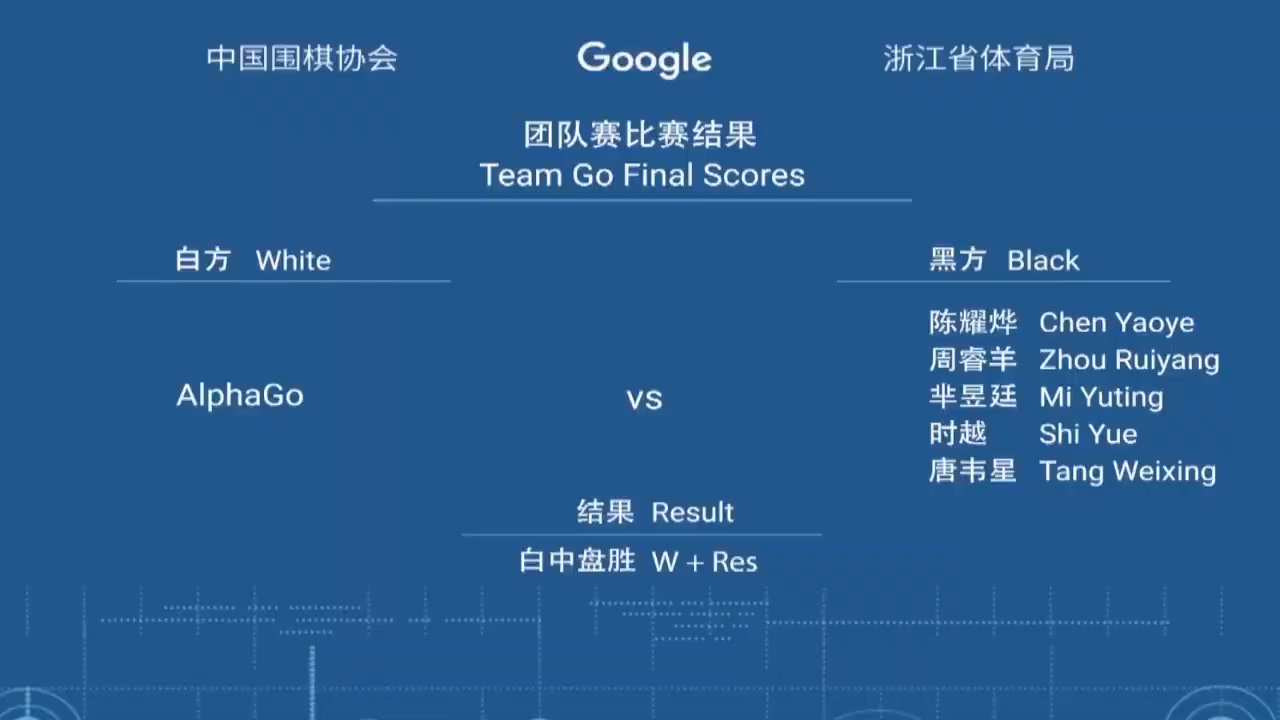 中国围棋协会 Google 浙江省体育局
团队赛比赛结果
Team Go Final Scores
白方 White
黑方 Black
AlphaGo
vs
陈耀烨 Chen Yaoye
周睿羊 Zhou Ruiyang
芈昱廷 Mi Yuting
时越 Shi Yue
唐韦星 Tang Weixing
结果 Result
白中盘胜 W + Res